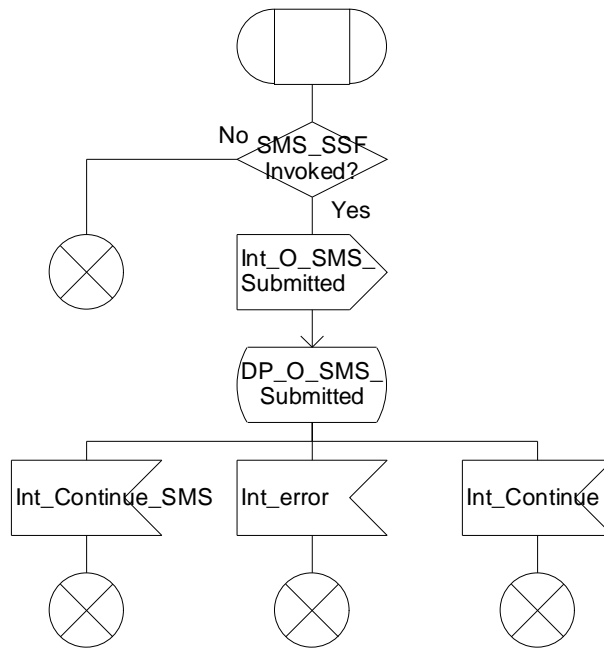 No
SMS_SSF
Invoked?
Yes
Int_O_SMS_
Submitted
DP_O_SMS_
Submitted
Int_Continue_SMS
Int_error
Int_Continue